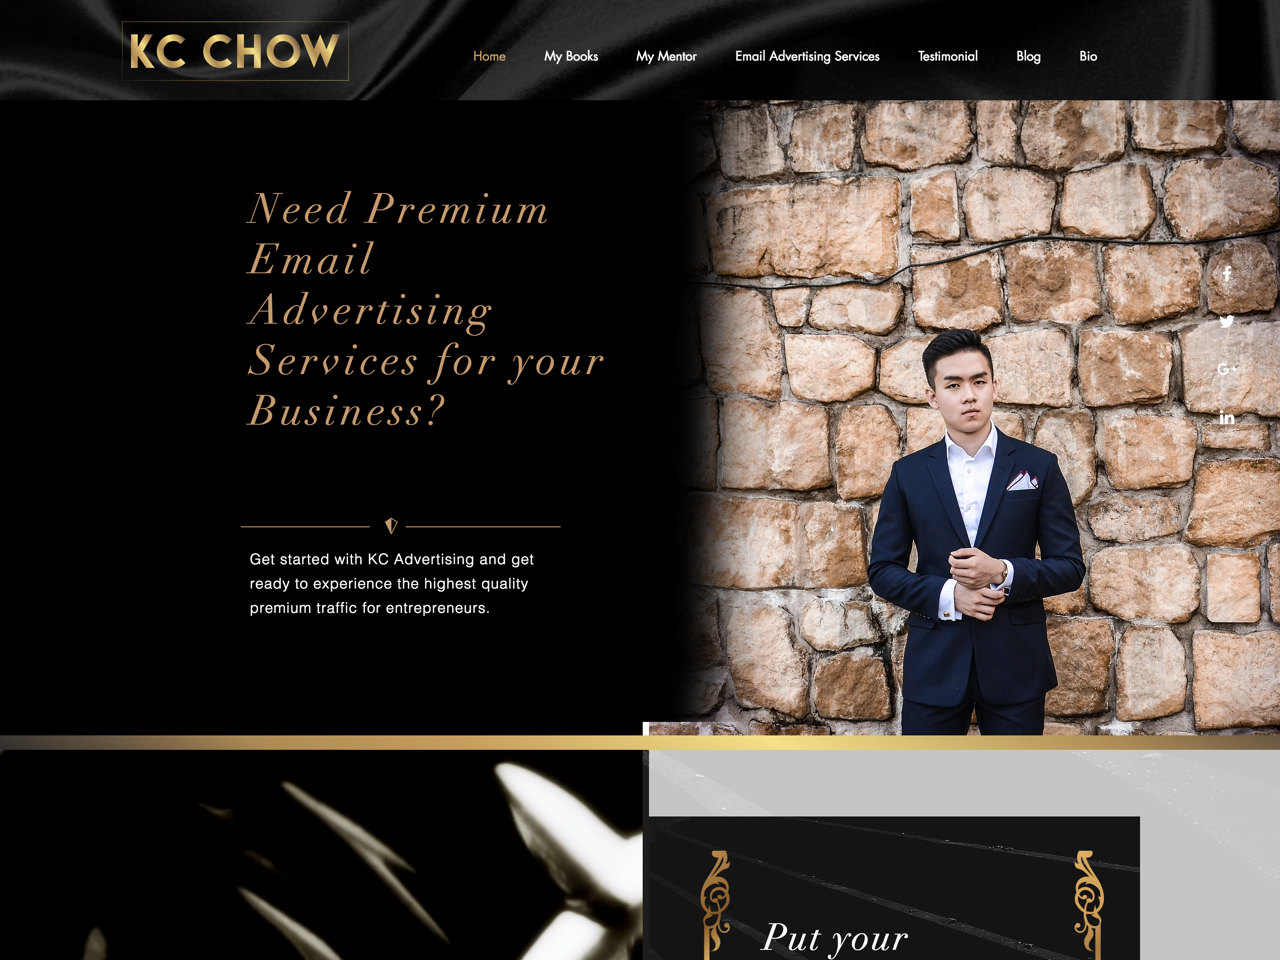 KC CHOW
Home
My Books
My Mentor
Email Advertising Services
Testimonial
Blog
Bio
Need Premium
Email
Advertising
Services for your
Business?
Get started with KC Advertising and get
ready to experience the highest quality
premium traffic for entrepreneurs.
G+
in
Put your